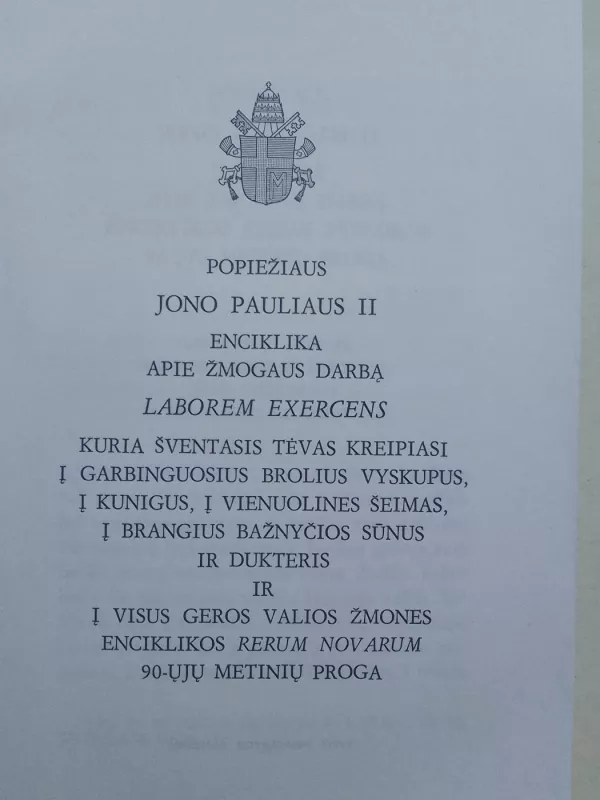 POPIEŽIAUS
JONO PAULIAUS II
ENCIKLIKA
APIE ŽMOGAUS DARBĄ
LABOREM EXERCENS
KURIA ŠVENTASIS TĖVAS KREIPIASI
Į GARBINGUOSIUS BROLIUS VYSKUPUS,
Į KUNIGUS, Į VIENUOLINES ŠEIMAS,
Į BRANGIUS BAŽNYČIOS SŪNUS
IR DUKTERIS
IR
Į VISUS GEROS VALIOS ŽMONES
ENCIKLIKOS RERUM NOVARUM
90-ŲJŲ METINIŲ PROGA